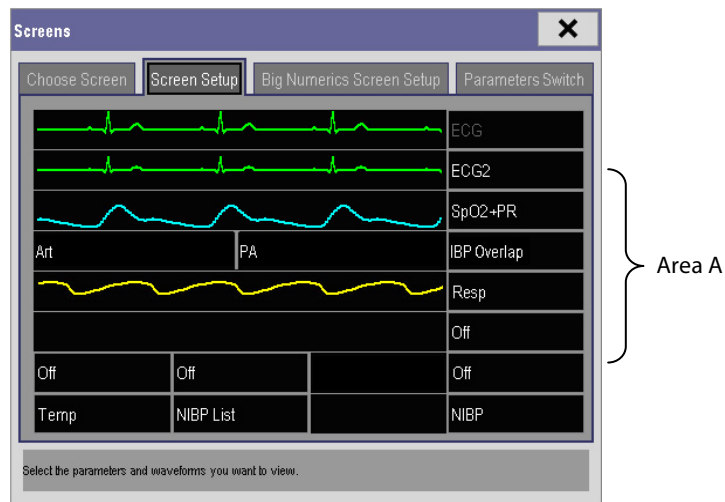 Screens
Choose Screen Screen Setup Big Numerics Screen Setup Parameters Switch
ECG
ECG2
SpO2+PR
Art PA IBP Overlap
Resp
Off
Off Off Off
Temp NIBP List NIBP
Select the parameters and waveforms you want to view.
Area A